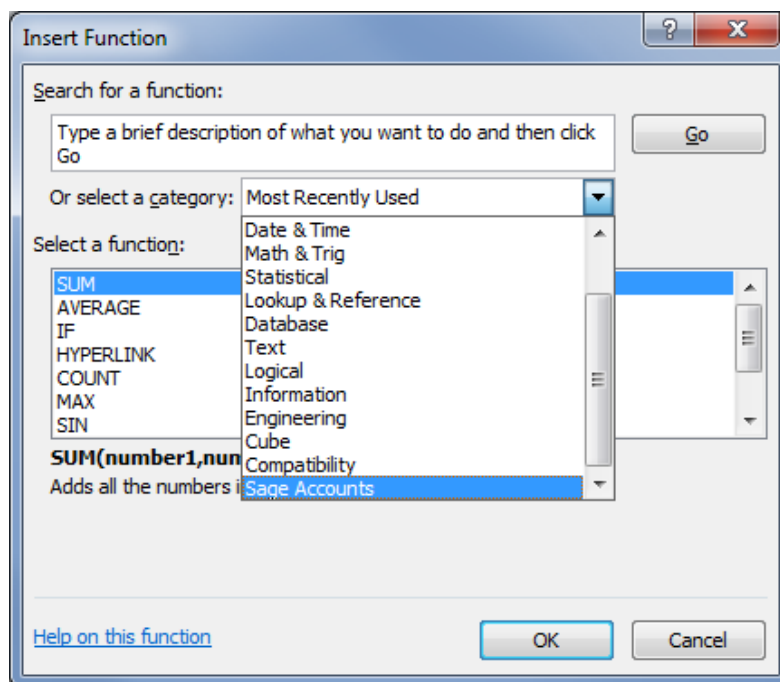 Insert Function
?
X
Search for a function:
Type a brief description of what you want to do and then click
Go
Go
Or select a category:
Most Recently Used
Date & Time
Math & Trig
Statistical
Lookup & Reference
Database
Text
Logical
Information
Engineering
Cube
Compatibility
Sage Accounts
Select a function:
SUM
AVERAGE
IF
HYPERLINK
COUNT
MAX
SIN
SUM(number1,num
Adds all the numbers i
Help on this function
OK
Cancel